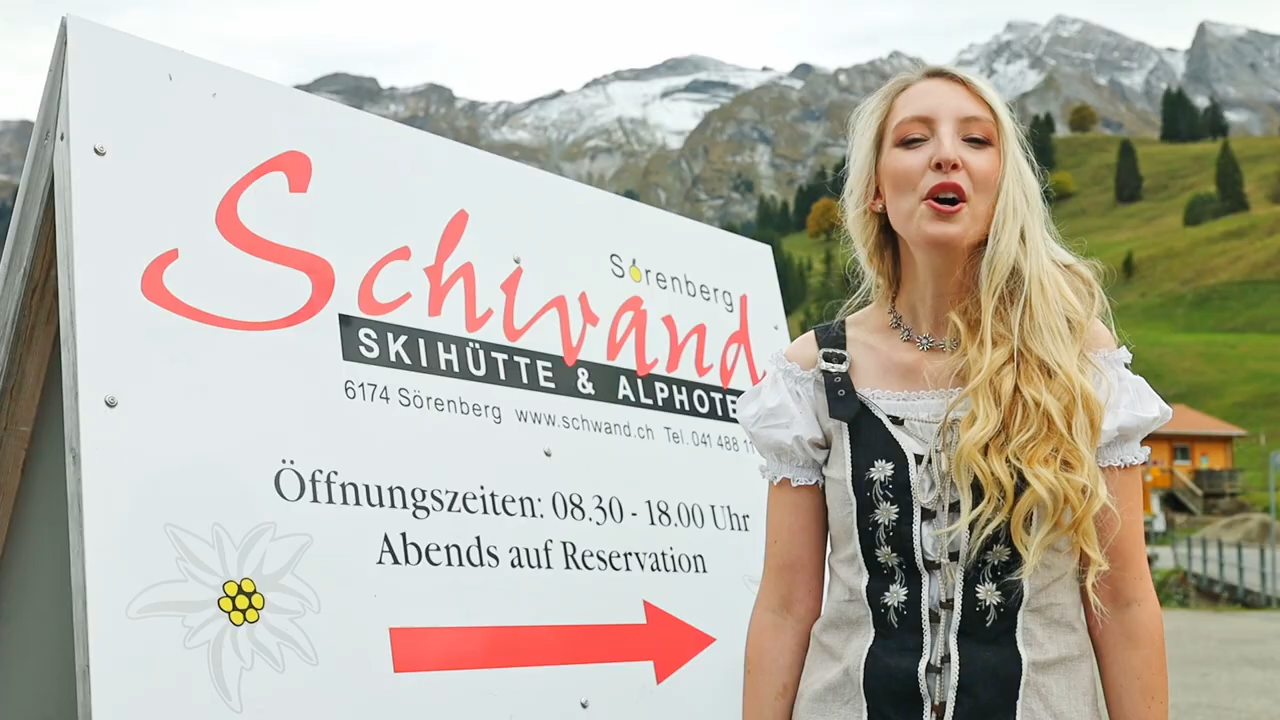 Sörenberg
Schwand
SKIHÜTTE & ALPHOTE
6174 Sörenberg www.schwand.ch Tel. 041 488 11
Öffnungszeiten: 08.30 - 18.00 Uhr
Abends auf Reservation